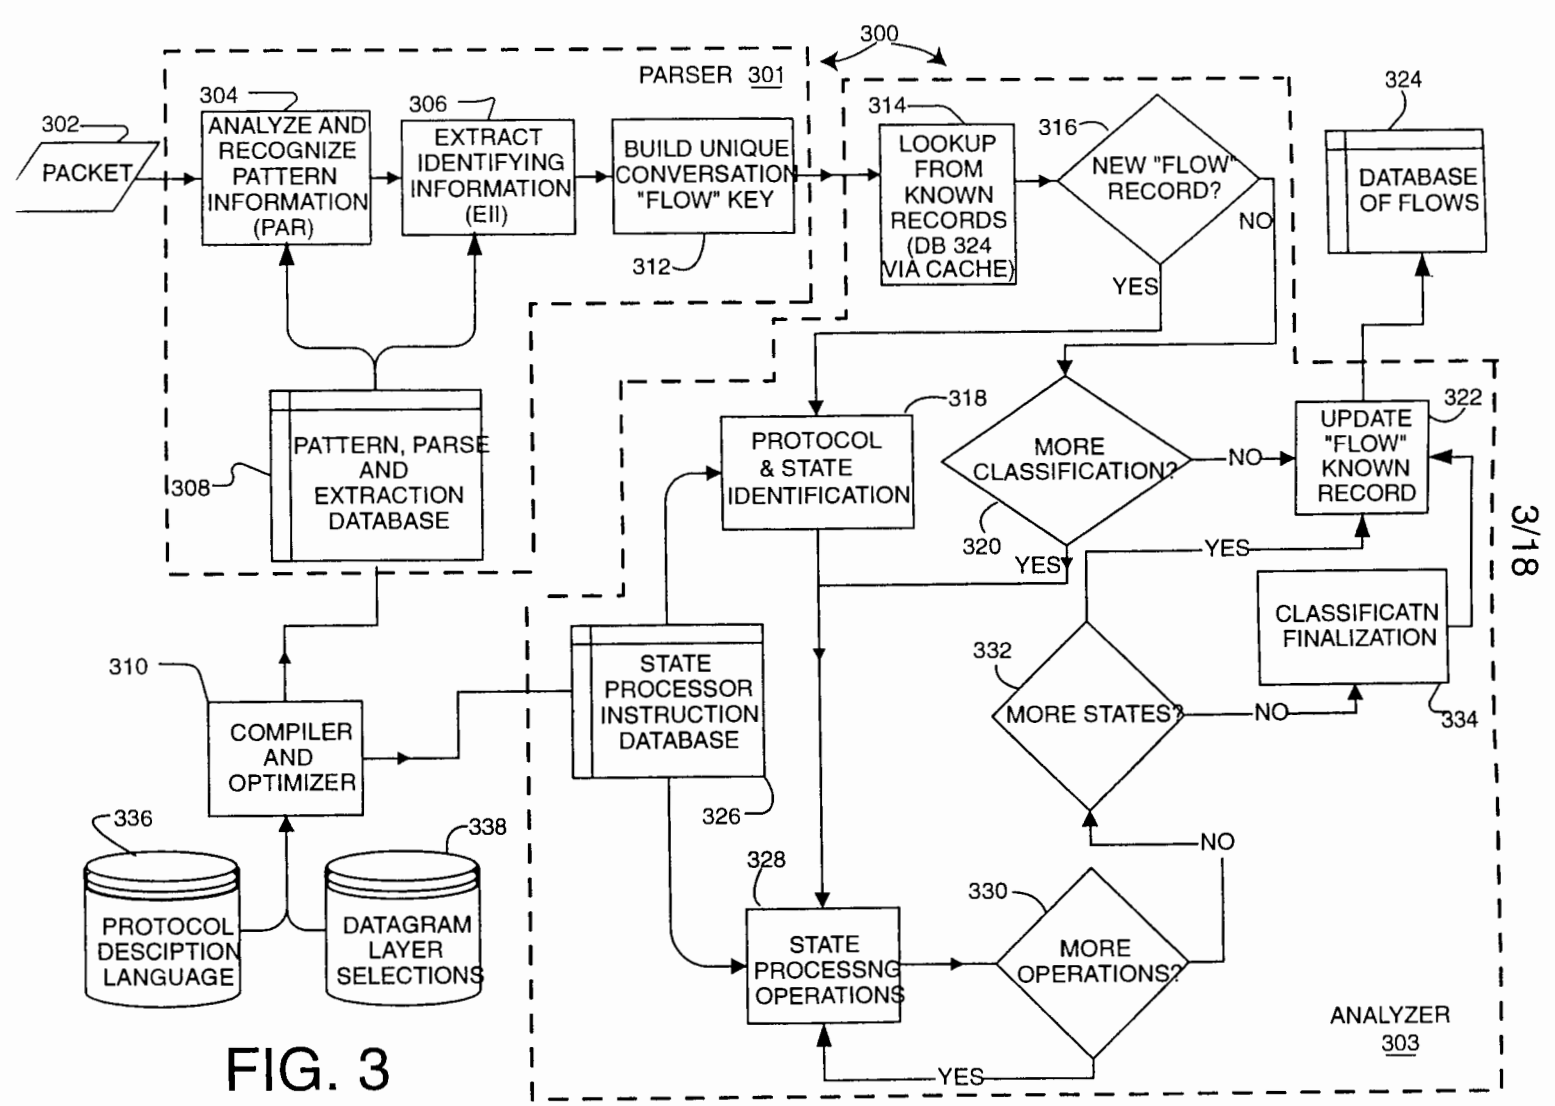 300
PARSER 301
302
PACKET
304
ANALYZE AND
RECOGNIZE
PATTERN
INFORMATION
(PAR)
306
EXTRACT
IDENTIFYING
INFORMATION
(EII)
BUILD UNIQUE
CONVERSATION
"FLOW" KEY
312
314
LOOKUP
FROM
KNOWN
RECORDS
(DB 324
VIA CACHE)
316
NEW "FLOW"
RECORD?
NO
YES
324
DATABASE
OF FLOWS
308
PATTERN, PARSE
AND
EXTRACTION
DATABASE
318
PROTOCOL
& STATE
IDENTIFICATION
MORE
CLASSIFICATION?
320
NO
YES
322
UPDATE
"FLOW"
KNOWN
RECORD
3/18
YES
CLASSIFICATN
FINALIZATION
334
332
MORE STATES?
NO
310
COMPILER
AND
OPTIMIZER
STATE
PROCESSOR
INSTRUCTION
DATABASE
326
336
PROTOCOL
DESCIPTION
LANGUAGE
338
DATAGRAM
LAYER
SELECTIONS
328
STATE
PROCESSNG
OPERATIONS
330
MORE
OPERATIONS?
NO
YES
ANALYZER
303
FIG. 3